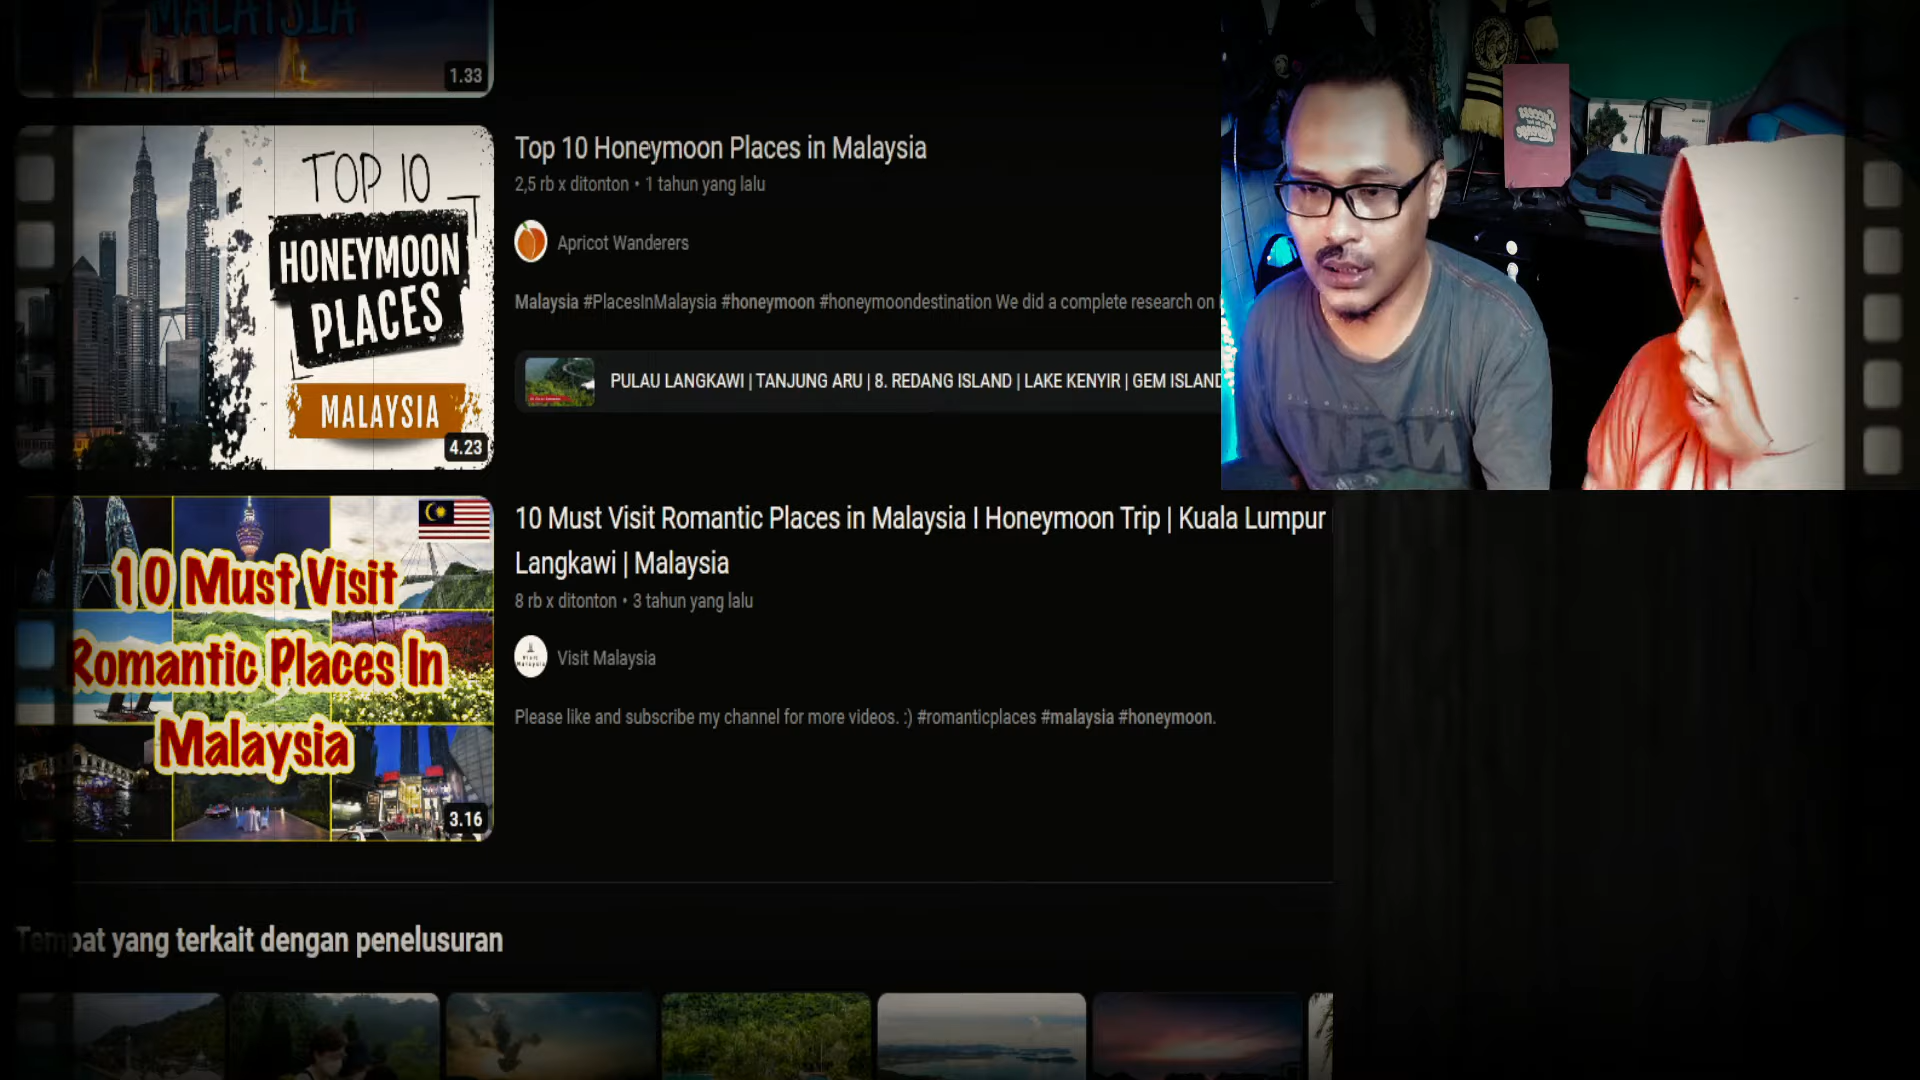 MALAYSIA
1.33
TOP 10
HONEYMOON
PLACES
MALAYSIA
4.23
Top 10 Honeymoon Places in Malaysia
2,5 rb x ditonton • 1 tahun yang lalu
Apricot Wanderers
Malaysia #PlacesInMalaysia #honeymoon #honeymoondestination We did a complete research on
PULAU LANGKAWI | TANJUNG ARU | 8. REDANG ISLAND | LAKE KENYIR | GEM ISLAND
10 Must Visit
Romantic Places In
Malaysia
3.16
10 Must Visit Romantic Places in Malaysia I Honeymoon Trip | Kuala Lumpur |
Langkawi | Malaysia
8 rb x ditonton • 3 tahun yang lalu
Visit Malaysia
Please like and subscribe my channel for more videos. :) #romanticplaces #malaysia #honeymoon.
Tempat yang terkait dengan penelusuran